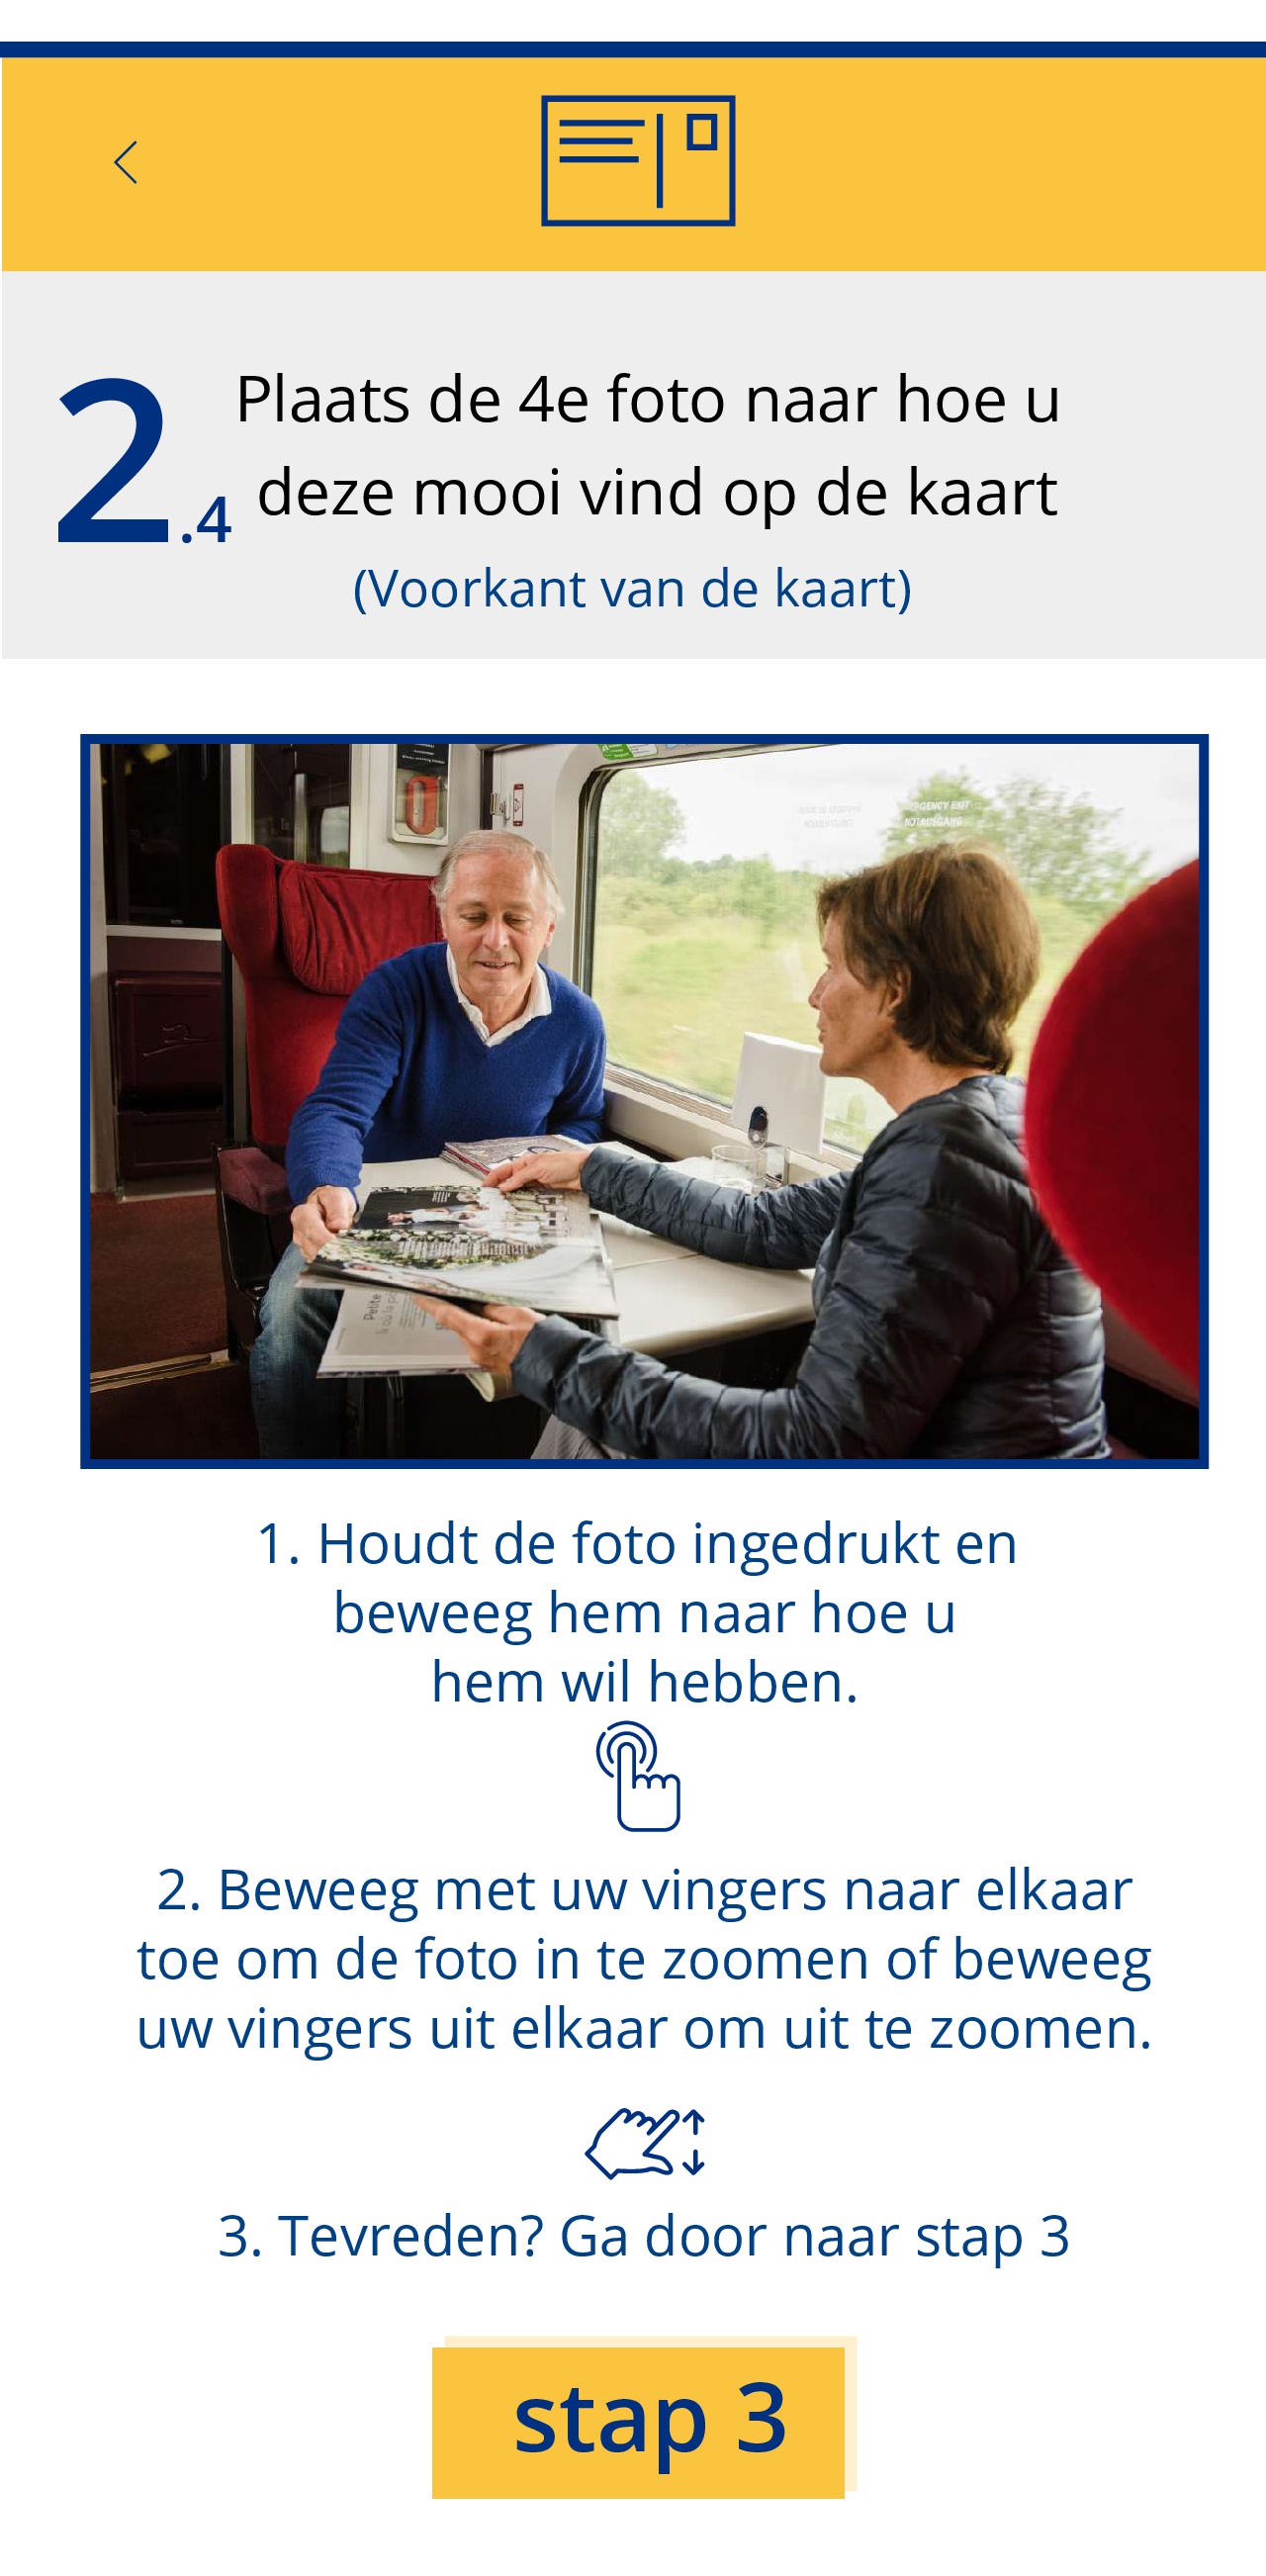 2.4
Plaats de 4e foto naar hoe u
deze mooi vind op de kaart
(Voorkant van de kaart)
NOTAUSGANG
Petite
1. Houdt de foto ingedrukt en
beweeg hem naar hoe u
hem wil hebben.
2. Beweeg met uw vingers naar elkaar
toe om de foto in te zoomen of beweeg
uw vingers uit elkaar om uit te zoomen.
3. Tevreden? Ga door naar stap 3
stap 3